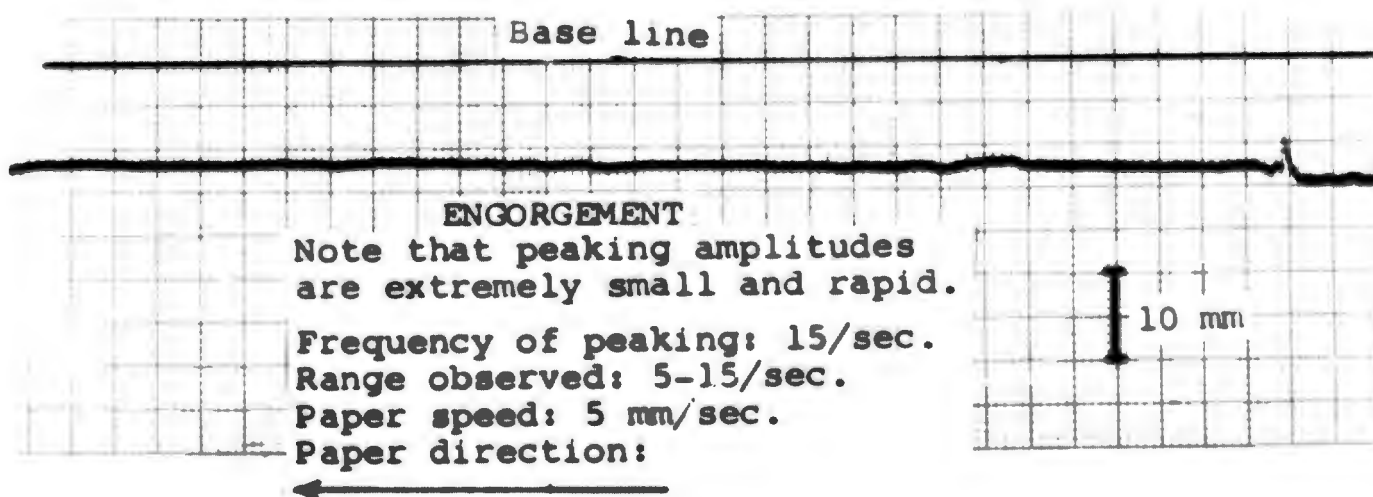 Base line
ENGORGEMENT
Note that peaking amplitudes
are extremely small and rapid.
10 mm
Frequency of peaking: 15/sec.
Range observed: 5-15/sec.
Paper speed: 5 mm/sec.
Paper direction: